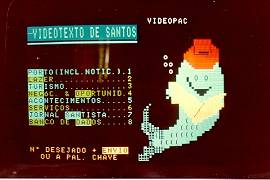 VIDEOPAC
-VIDEOTEXTO DE SANTOS
PORTO(INCL.NOTIC.).1
LAZER............2
TURISMO..........3
NEGÓC. & OPORTUNID.4
ACONTECIMENTOS...5
SERVIÇOS.........6
JORNAL SANTISTA..7
BANCO DE DADOS...8
Nº DESEJADO + ENVIO
OU A PAL. CHAVE